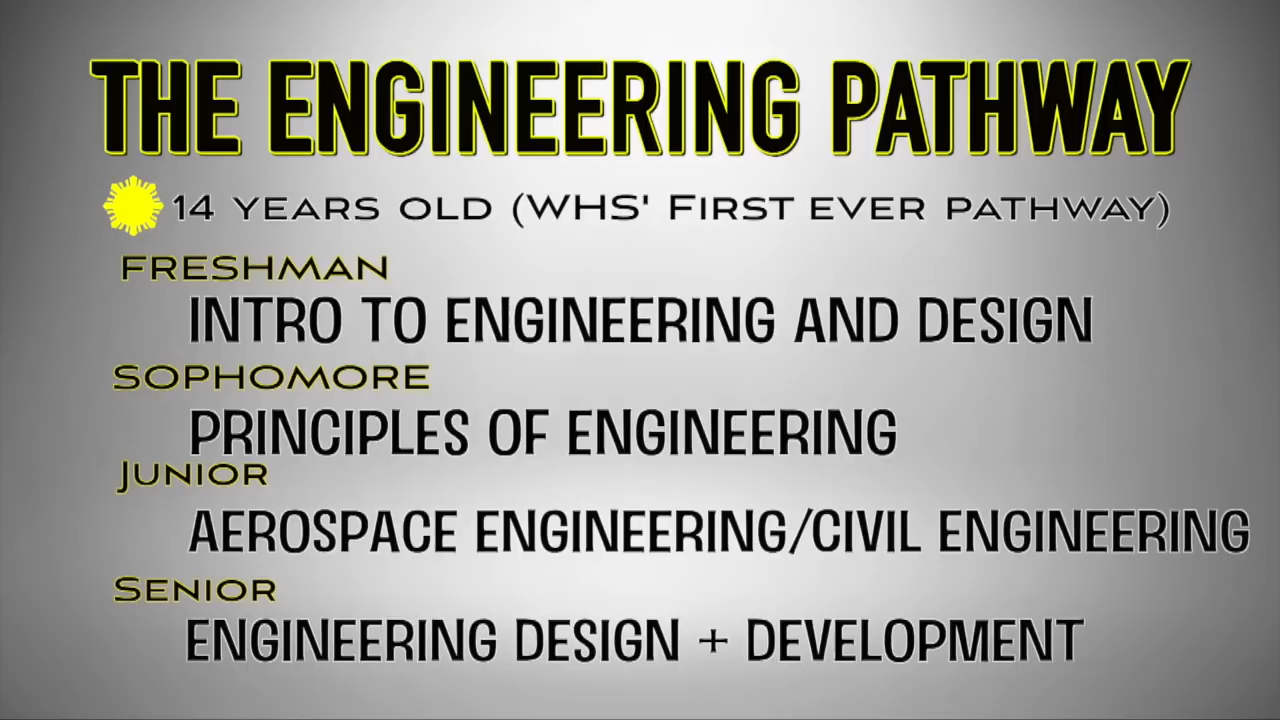 THE ENGINEERING PATHWAY
14 YEARS OLD (WHS' FIRST EVER PATHWAY)
FRESHMAN
INTRO TO ENGINEERING AND DESIGN
SOPHOMORE
PRINCIPLES OF ENGINEERING
JUNIOR
AEROSPACE ENGINEERING/CIVIL ENGINEERING
SENIOR
ENGINEERING DESIGN + DEVELOPMENT